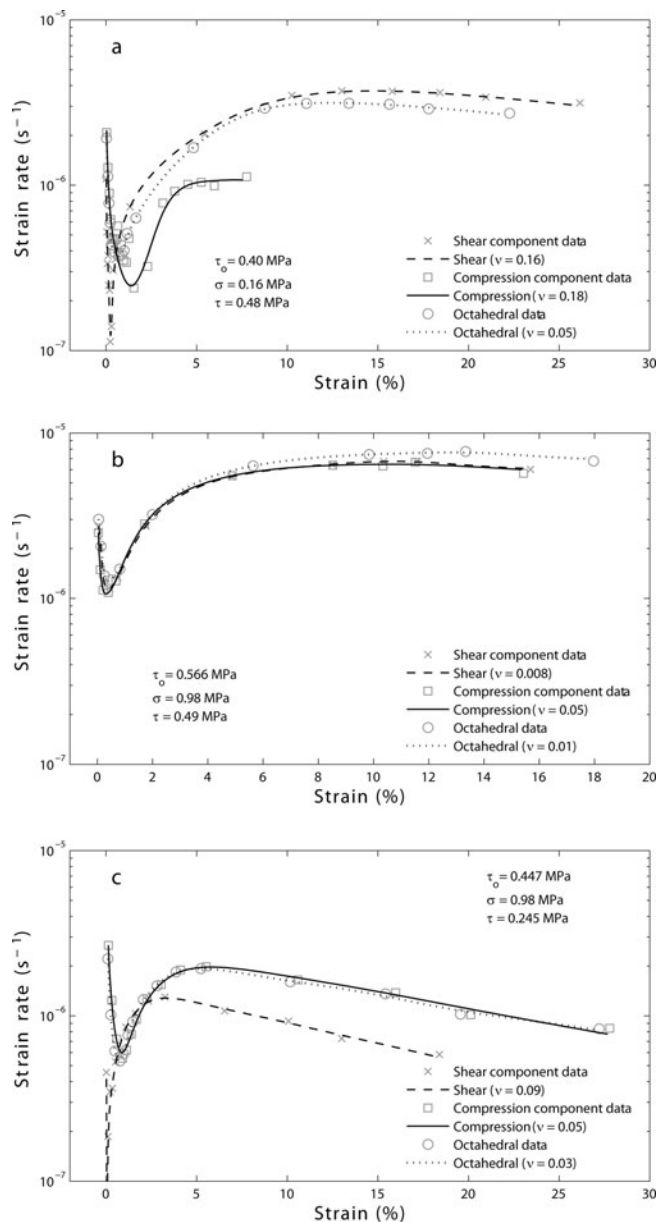 a
10⁻⁵
10⁻⁶
10⁻⁷
Strain rate (s⁻¹)
τo = 0.40 MPa
σ = 0.16 MPa
τ = 0.48 MPa
Shear component data
Shear (ν = 0.16)
Compression component data
Compression (ν = 0.18)
Octahedral data
Octahedral (ν = 0.05)
0 5 10 15 20 25 30
Strain (%)
b
10⁻⁵
10⁻⁶
10⁻⁷
Strain rate (s⁻¹)
τo = 0.566 MPa
σ = 0.98 MPa
τ = 0.49 MPa
Shear component data
Shear (ν = 0.008)
Compression component data
Compression (ν = 0.05)
Octahedral data
Octahedral (ν = 0.01)
0 0 2 4 6 8 10 12 14 16 18
Strain (%)
c
10⁻⁵
10⁻⁶
10⁻⁷
Strain rate (s⁻¹)
τo = 0.447 MPa
σ = 0.98 MPa
τ = 0.245 MPa
Shear component data
Shear (ν = 0.09)
Compression component data
Compression (ν = 0.05)
Octahedral data
Octahedral (ν = 0.03)
0 5 10 15 20 25 30
Strain (%)